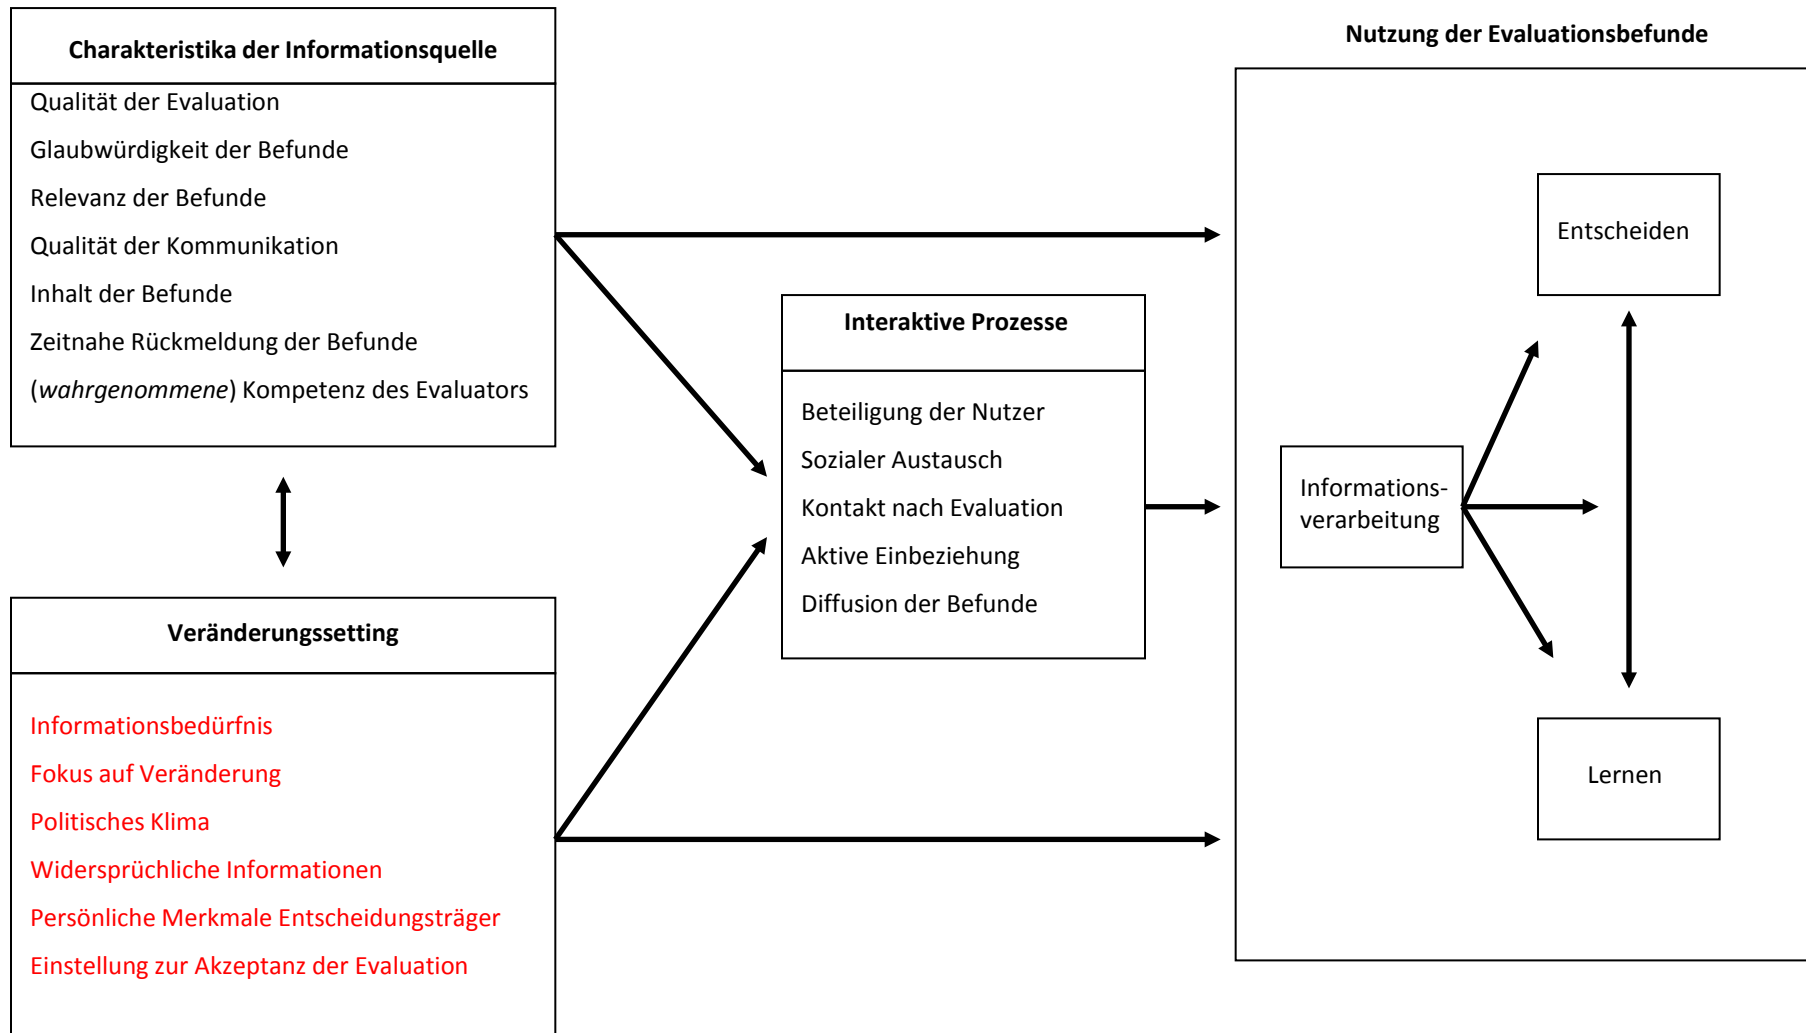 Charakteristika der Informationsquelle
Qualität der Evaluation
Glaubwürdigkeit der Befunde
Relevanz der Befunde
Qualität der Kommunikation
Inhalt der Befunde
Zeitnahe Rückmeldung der Befunde
(wahrgenommene) Kompetenz des Evaluators
Veränderungssetting
Informationsbedürfnis
Fokus auf Veränderung
Politisches Klima
Widersprüchliche Informationen
Persönliche Merkmale Entscheidungsträger
Einstellung zur Akzeptanz der Evaluation
Interaktive Prozesse
Beteiligung der Nutzer
Sozialer Austausch
Kontakt nach Evaluation
Aktive Einbeziehung
Diffusion der Befunde
Nutzung der Evaluationsbefunde
Informations-
verarbeitung
Entscheiden
Lernen